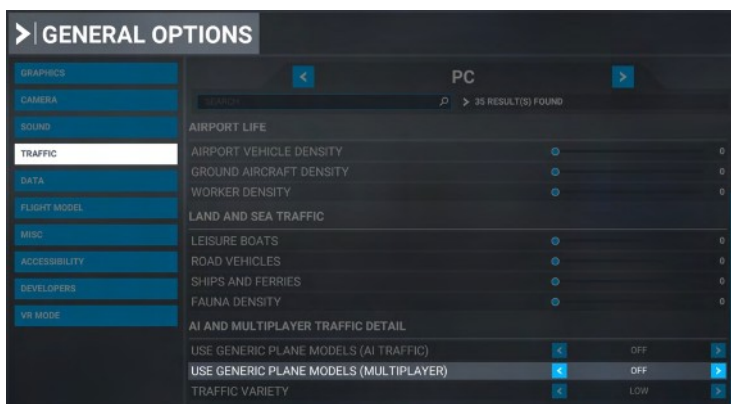 GENERAL OPTIONS
GRAPHICS
CAMERA
SOUND
TRAFFIC
DATA
FLIGHT MODEL
MISC
ACCESSIBILITY
DEVELOPERS
VR MODE
PC
SEARCH
35 RESULT(S) FOUND
AIRPORT LIFE
AIRPORT VEHICLE DENSITY 0
GROUND AIRCRAFT DENSITY 0
WORKER DENSITY 0
LAND AND SEA TRAFFIC
LEISURE BOATS 0
ROAD VEHICLES 0
SHIPS AND FERRIES 0
FAUNA DENSITY 0
AI AND MULTIPLAYER TRAFFIC DETAIL
USE GENERIC PLANE MODELS (AI TRAFFIC) OFF
USE GENERIC PLANE MODELS (MULTIPLAYER) OFF
TRAFFIC VARIETY LOW